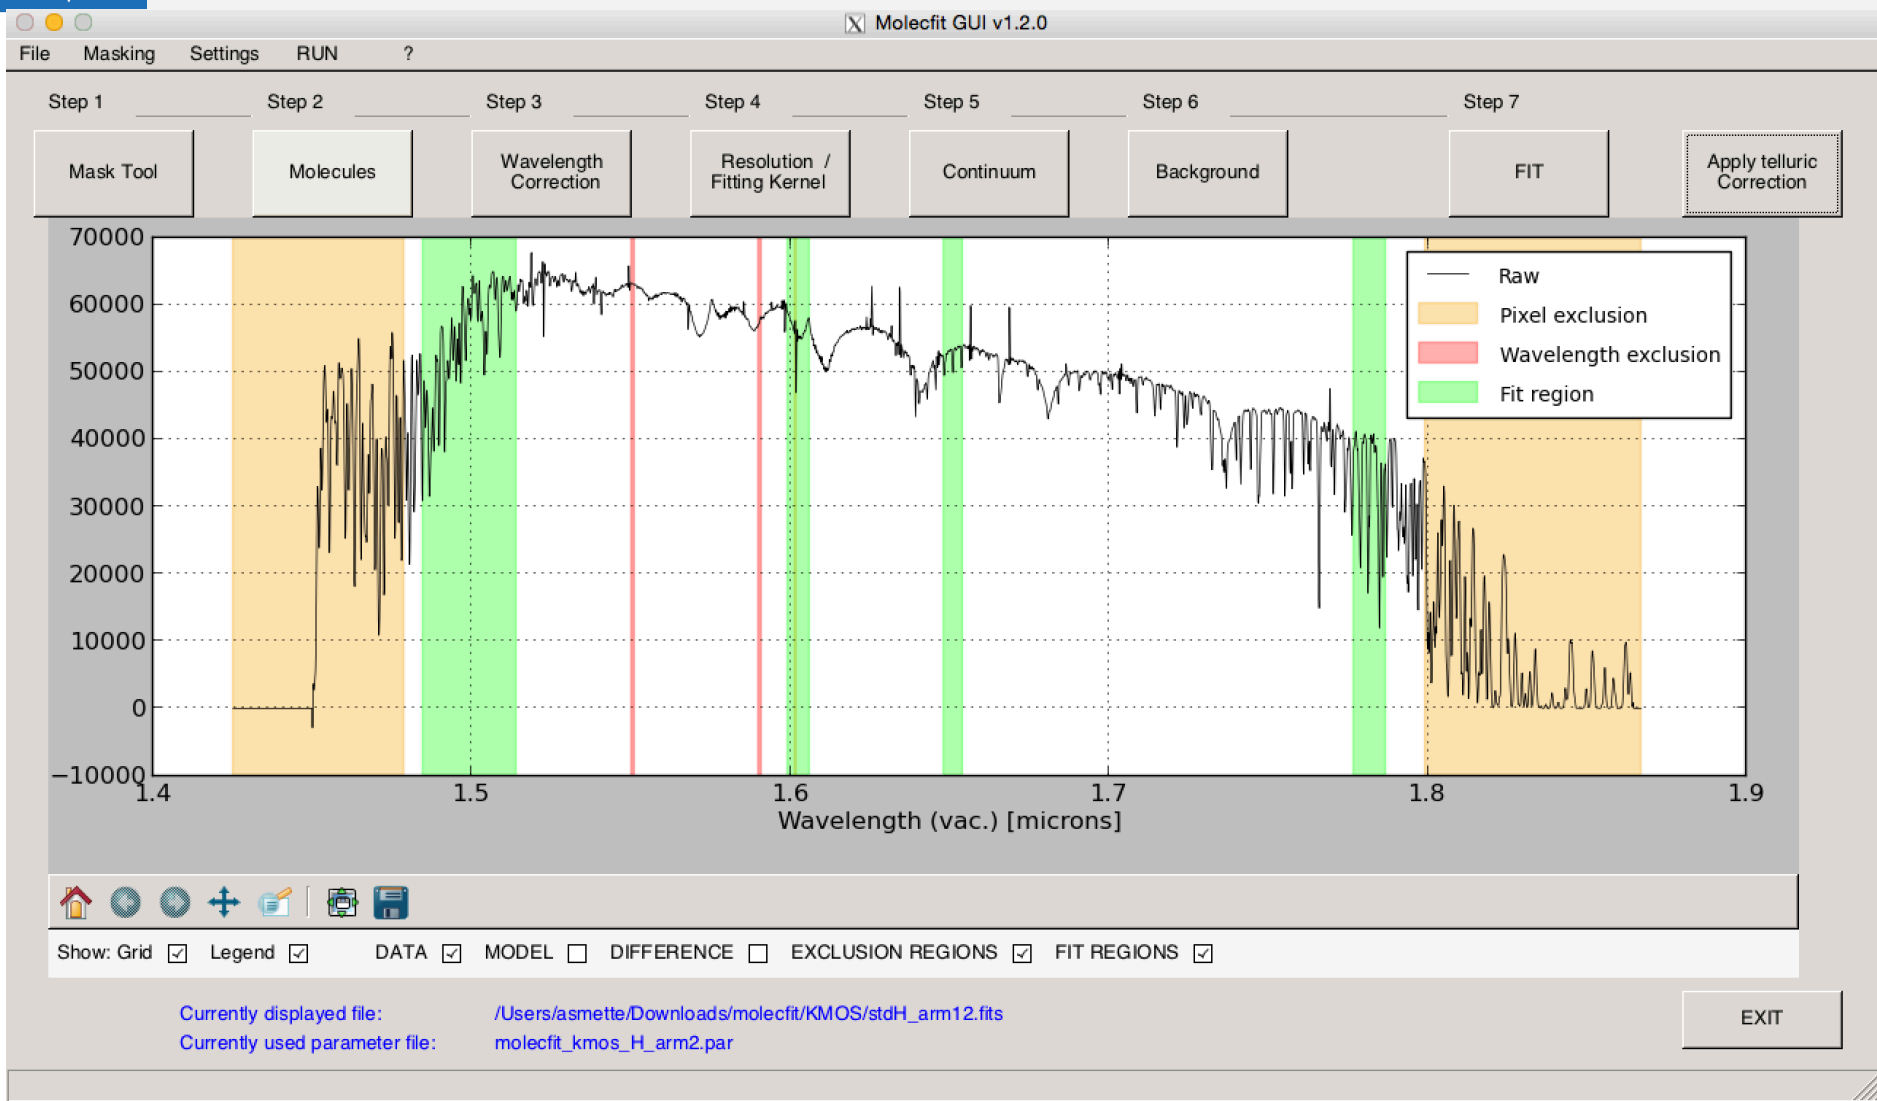 Molecfit GUI v1.2.0
File Masking Settings RUN ?
Step 1 Step 2 Step 3 Step 4 Step 5 Step 6 Step 7
Mask Tool
Molecules
Wavelength
Correction
Resolution /
Fitting Kernel
Continuum
Background
FIT
Apply telluric
Correction
70000
60000
50000
40000
30000
20000
10000
0
−10000
1.4 1.5 1.6 1.7 1.8 1.9
Wavelength (vac.) [microns]
Raw
Pixel exclusion
Wavelength exclusion
Fit region
Show: Grid Legend DATA MODEL DIFFERENCE EXCLUSION REGIONS FIT REGIONS
Currently displayed file: /Users/asmette/Downloads/molecfit/KMOS/stdH_arm12.fits
Currently used parameter file: molecfit_kmos_H_arm2.par
EXIT